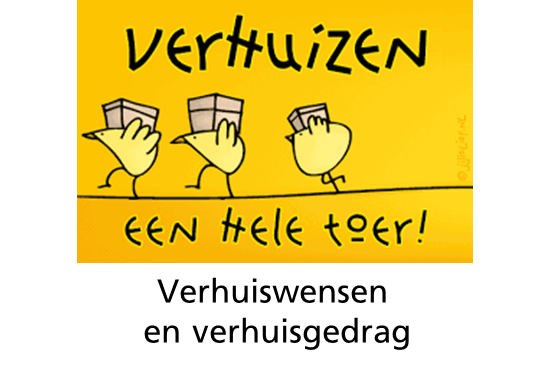 VERHUIZEN
EEN HELE TOER!
Verhuiswensen
en verhuisgedrag